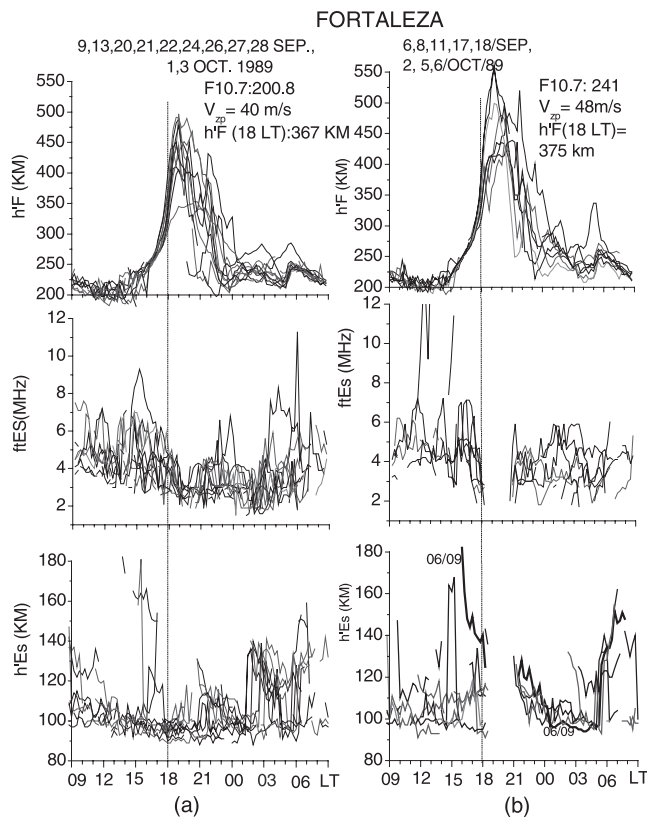 FORTALEZA
9,13,20,21,22,24,26,27,28 SEP.,
1,3 OCT. 1989
F10.7:200.8
Vzp= 40 m/s
h'F (18 LT):367 KM
550
500
450
400
350
300
250
200
h'F (KM)
12
10
8
6
4
2
ftES(MHz)
180
160
140
120
100
80
h'Es (KM)
09 12 15 18 21 00 03 06 LT
(a)
6,8,11,17,18/SEP,
2, 5,6/OCT/89
F10.7: 241
Vzp= 48m/s
h'F(18 LT)=
375 km
550
500
450
400
350
300
250
200
h'F (KM)
12
10
8
6
4
2
ftEs (MHz)
180
160
140
120
100
80
h'Es (KM)
06/09
06/09
09 12 15 18 21 00 03 06 LT
(b)